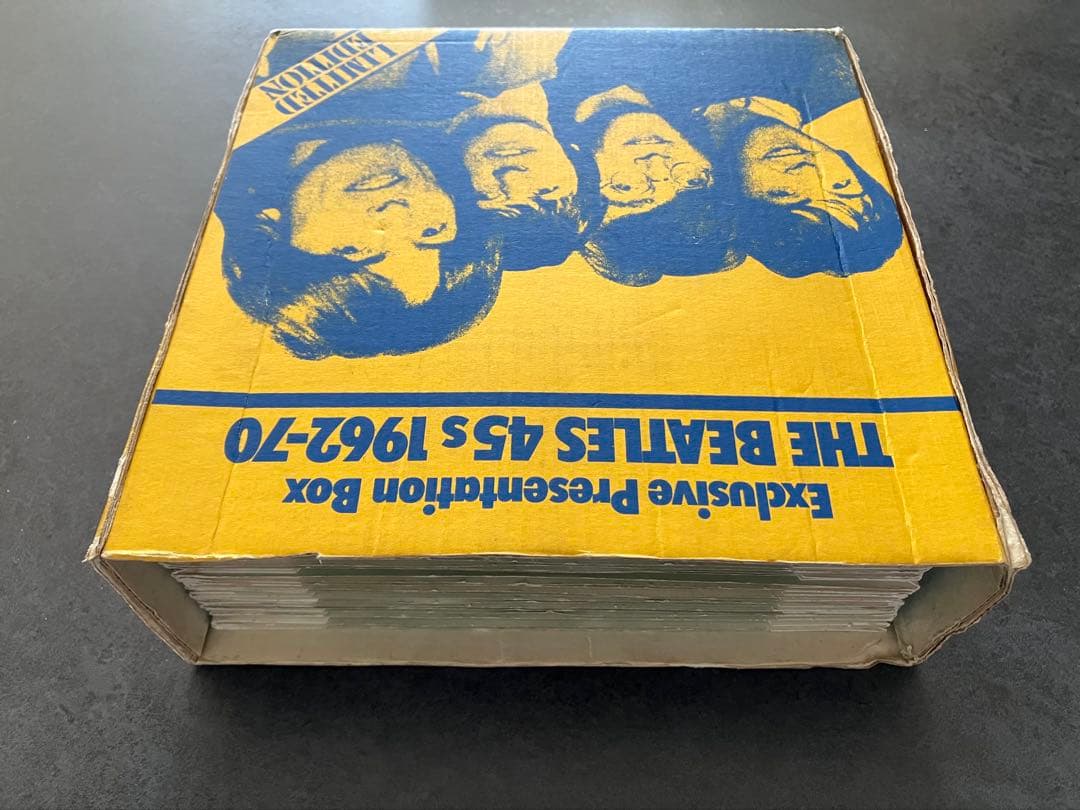 Exclusive Presentation Box
THE BEATLES 45s 1962-70
LIMITED
EDITION